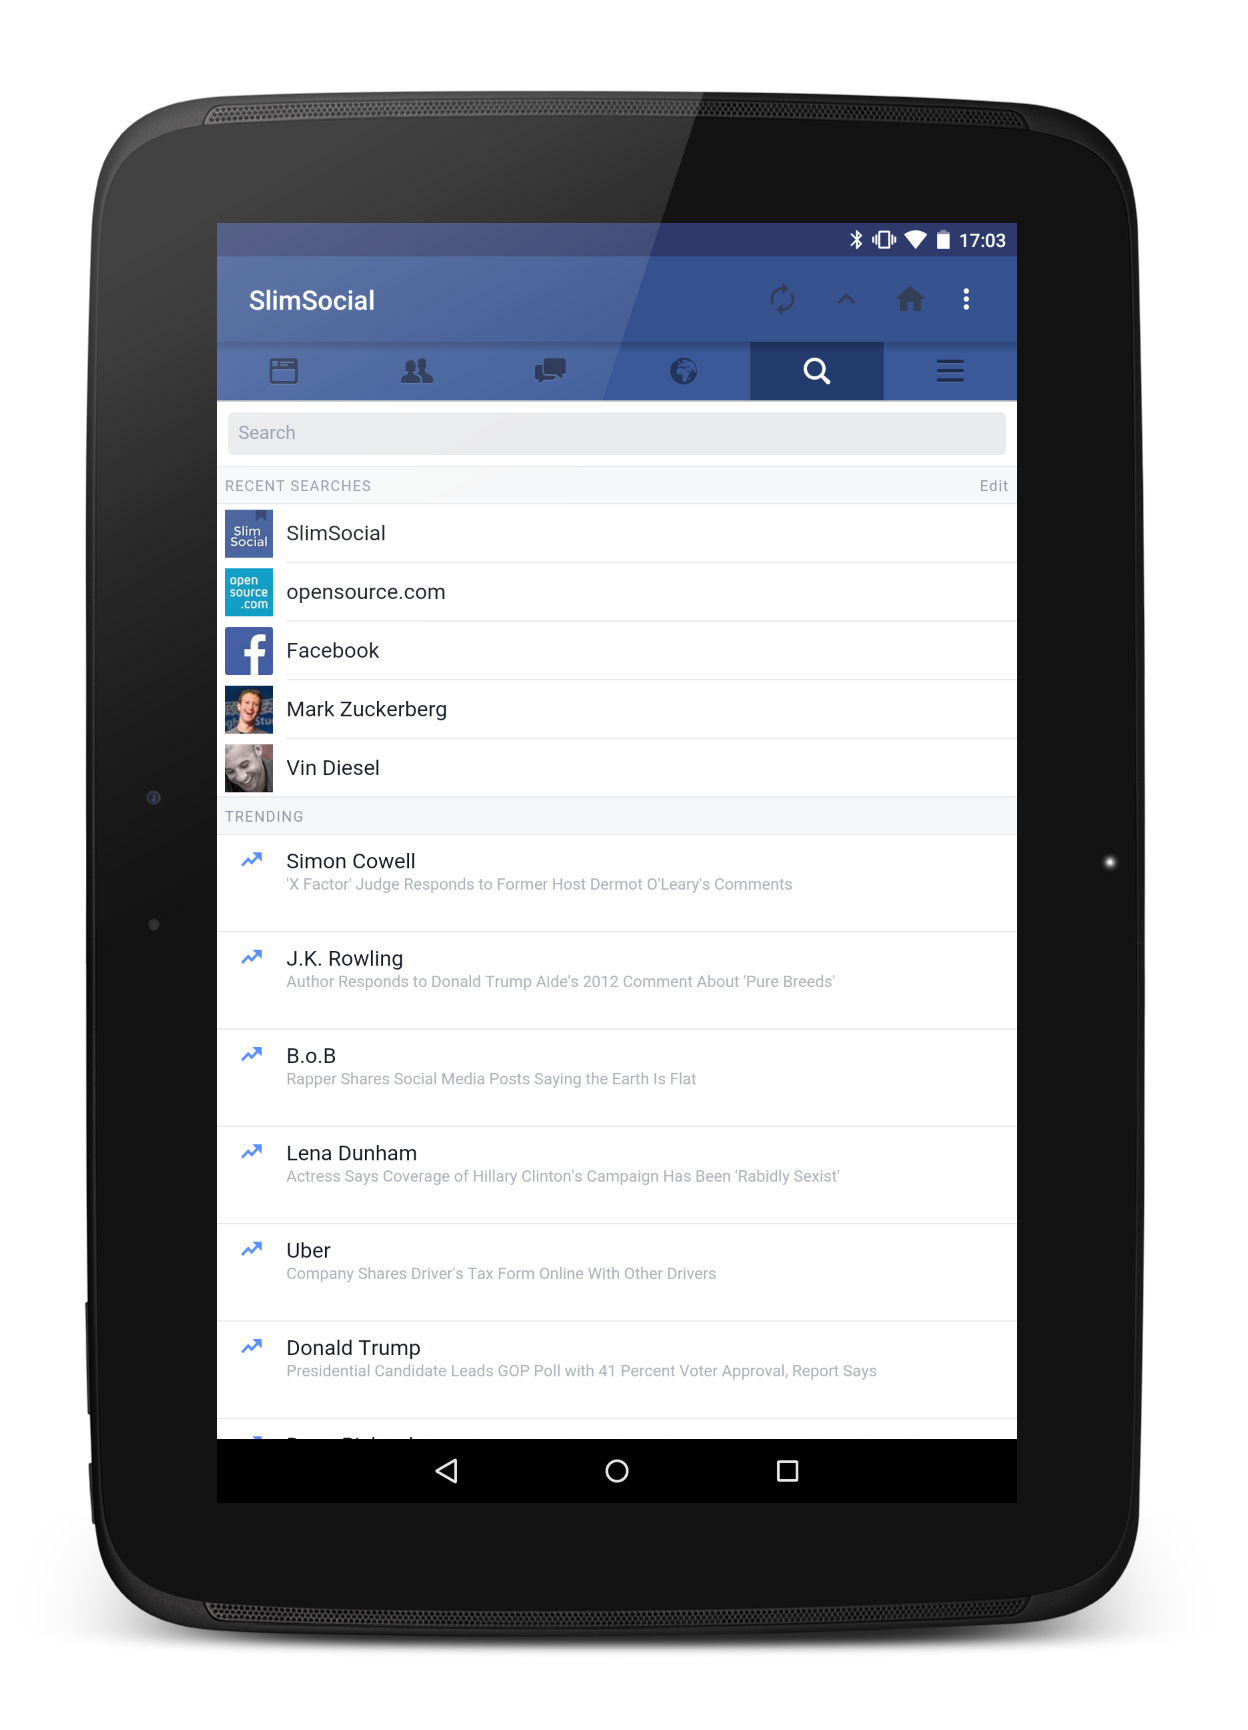 17:03
SlimSocial
Search
RECENT SEARCHES Edit
Slim
Social
SlimSocial
open
source
.com
opensource.com
f
Facebook
Mark Zuckerberg
Vin Diesel
TRENDING
Simon Cowell
'X Factor' Judge Responds to Former Host Dermot O'Leary's Comments
J.K. Rowling
Author Responds to Donald Trump Aide's 2012 Comment About 'Pure Breeds'
B.o.B
Rapper Shares Social Media Posts Saying the Earth Is Flat
Lena Dunham
Actress Says Coverage of Hillary Clinton's Campaign Has Been 'Rabidly Sexist'
Uber
Company Shares Driver's Tax Form Online With Other Drivers
Donald Trump
Presidential Candidate Leads GOP Poll with 41 Percent Voter Approval, Report Says